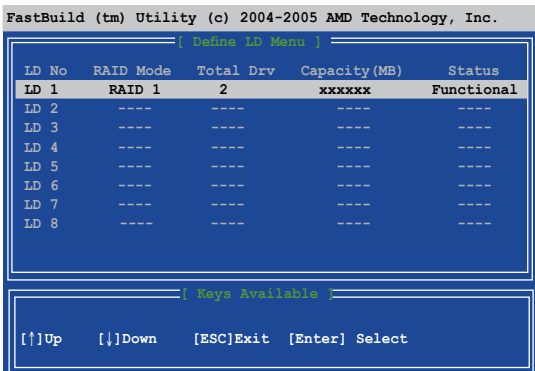 FastBuild (tm) Utility (c) 2004-2005 AMD Technology, Inc.
[ Define LD Menu ]
LD No RAID Mode Total Drv Capacity(MB) Status
LD 1 RAID 1 2 xxxxxx Functional
LD 2 ---- ---- ---- ----
LD 3 ---- ---- ---- ----
LD 4 ---- ---- ---- ----
LD 5 ---- ---- ---- ----
LD 6 ---- ---- ---- ----
LD 7 ---- ---- ---- ----
LD 8 ---- ---- ---- ----
[ Keys Available ]
[↑]Up [↓]Down [ESC]Exit [Enter] Select